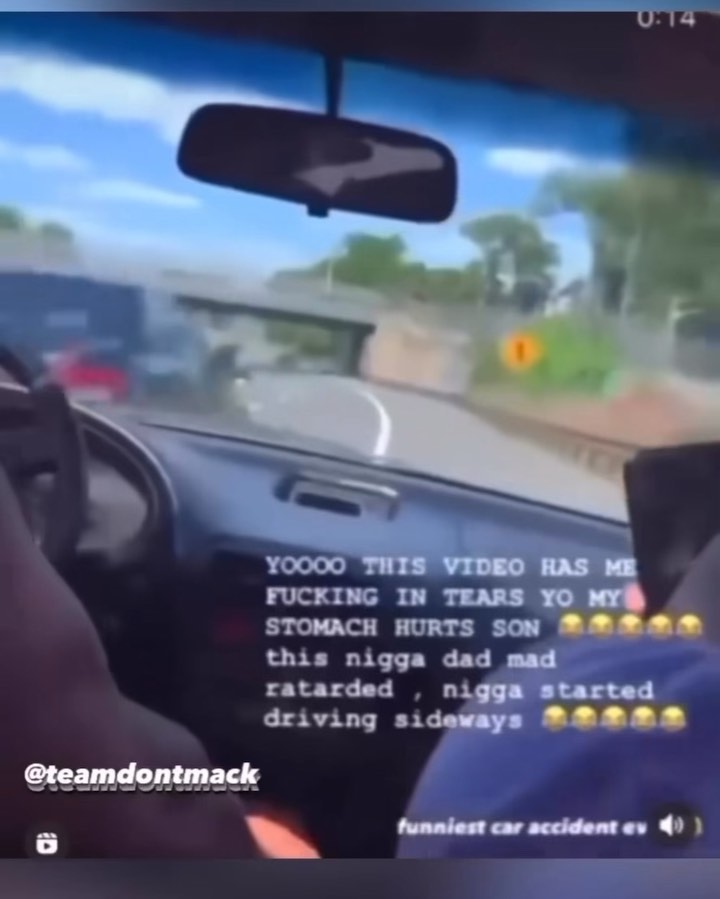 0:14
!
YOOOO THIS VIDEO HAS ME
FUCKING IN TEARS YO MY
STOMACH HURTS SON 😂😂😂😂😂
this nigga dad mad
ratarded , nigga started
driving sideways 😂😂😂😂😂
@teamdontmack
funniest car accident ev